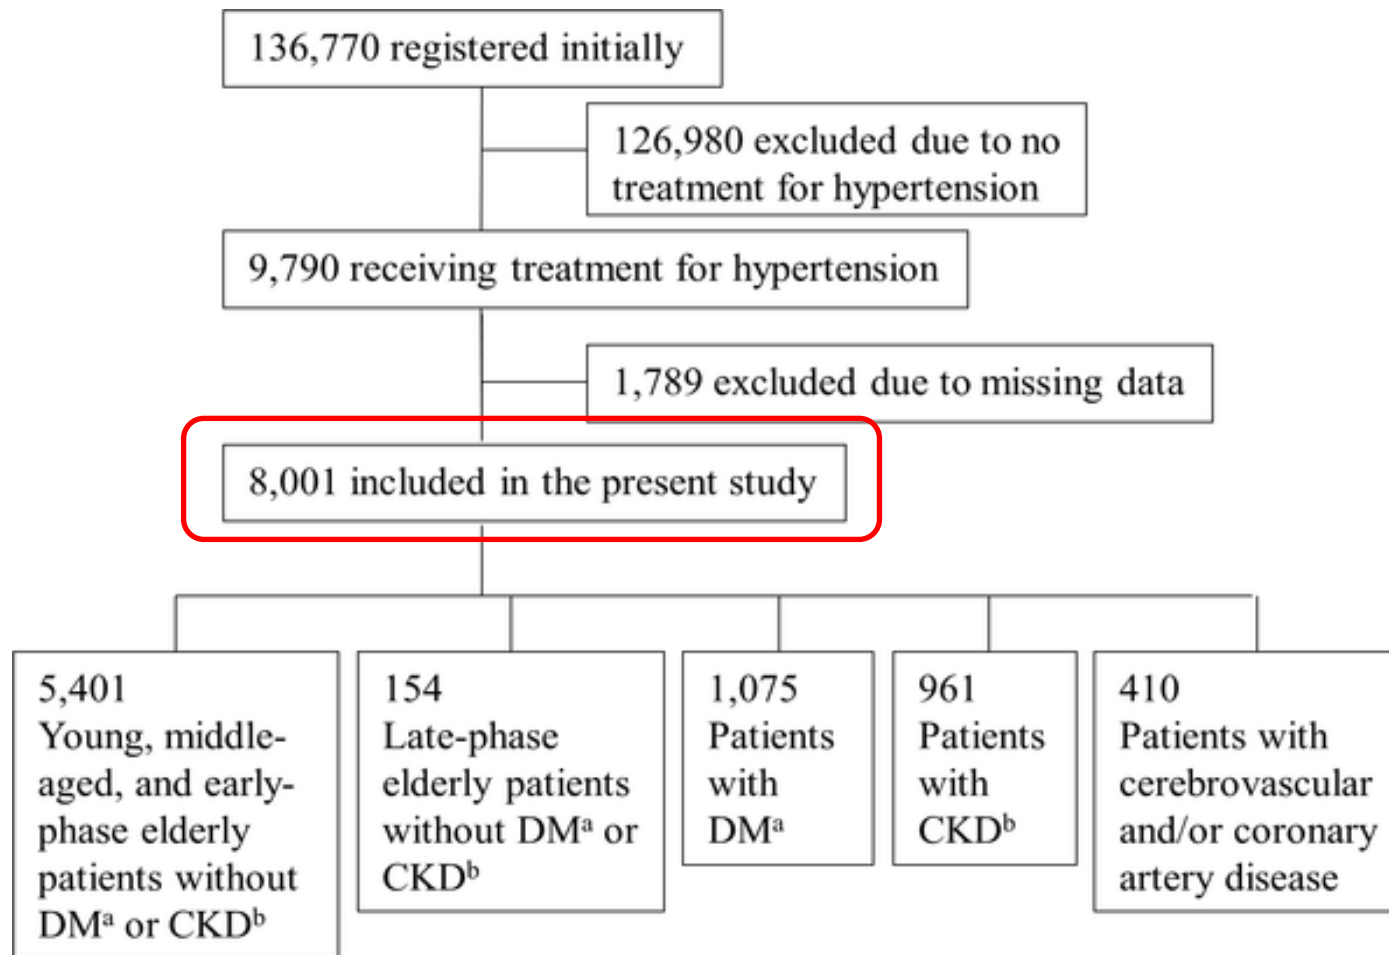 136,770 registered initially
126,980 excluded due to no
treatment for hypertension
9,790 receiving treatment for hypertension
1,789 excluded due to missing data
8,001 included in the present study
5,401
Young, middle-
aged, and early-
phase elderly
patients without
DMᵃ or CKDᵇ
154
Late-phase
elderly patients
without DMᵃ or
CKDᵇ
1,075
Patients
with
DMᵃ
961
Patients
with
CKDᵇ
410
Patients with
cerebrovascular
and/or coronary
artery disease